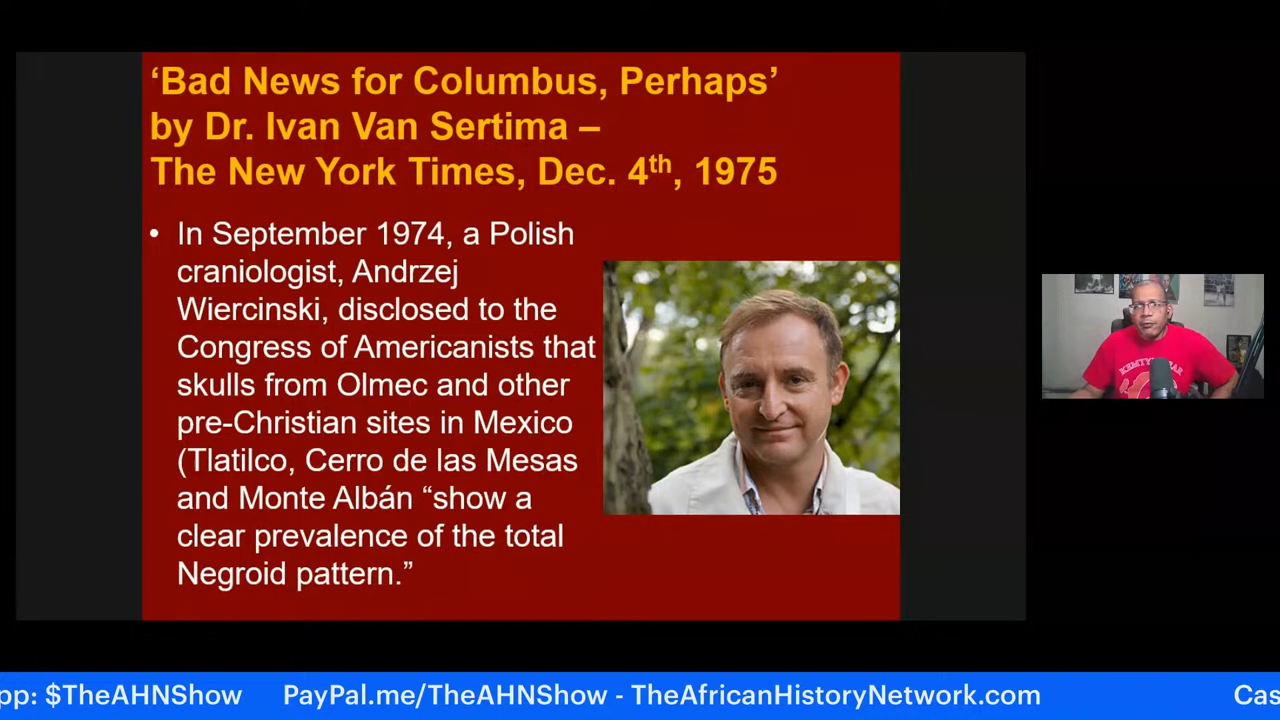 ‘Bad News for Columbus, Perhaps’
by Dr. Ivan Van Sertima –
The New York Times, Dec. 4th, 1975
• In September 1974, a Polish
craniologist, Andrzej
Wiercinski, disclosed to the
Congress of Americanists that
skulls from Olmec and other
pre-Christian sites in Mexico
(Tlatilco, Cerro de las Mesas
and Monte Albán “show a
clear prevalence of the total
Negroid pattern.”
pp: $TheAHNShow PayPal.me/TheAHNShow - TheAfricanHistoryNetwork.com Cas